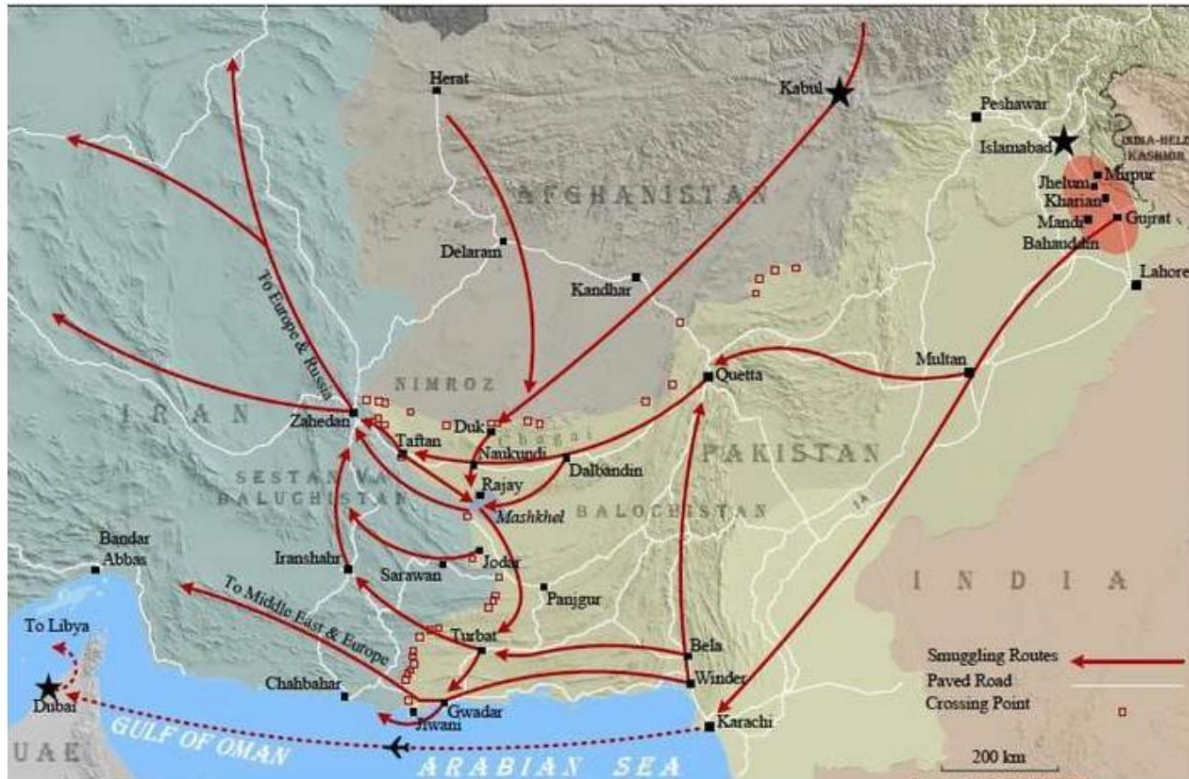 Herat
Kabul
Peshawar
Islamabad
INDIA-HELD
KASHMIR
Mirpur
Jhelum
Kharian
Gujrat
Mandi
Bahauddin
AFGHANISTAN
Delaram
Kandhar
Lahore
To Europe & Russia
Multan
Quetta
NIMROZ
IRAN
Zahedan
Duk
Chagai
Taftan
Naukundi
Dalbandin
PAKISTAN
SESTAN VA
BALUCHISTAN
Rajay
Mashkhel
BALOCHISTAN
Bandar
Abbas
Iranshahr
Sarawan
Jodar
Panjgur
INDIA
To Middle East & Europe
To Libya
Turbat
Bela
Winder
Smuggling Routes
Paved Road
Crossing Point
Chahbahar
Dubai
Jiwani
Gwadar
Karachi
UAE
GULF OF OMAN
ARABIAN SEA
200 km